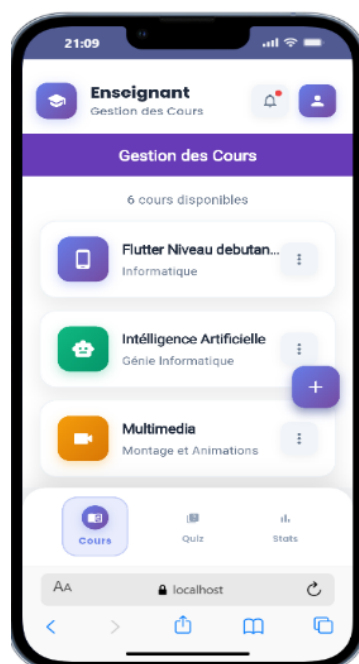 21:09
Enseignant
Gestion des Cours
Gestion des Cours
6 cours disponibles
Flutter Niveau debutan...
Informatique
Intélligence Artificielle
Génie Informatique
Multimedia
Montage et Animations
Cours
Quiz
Stats
AA
localhost